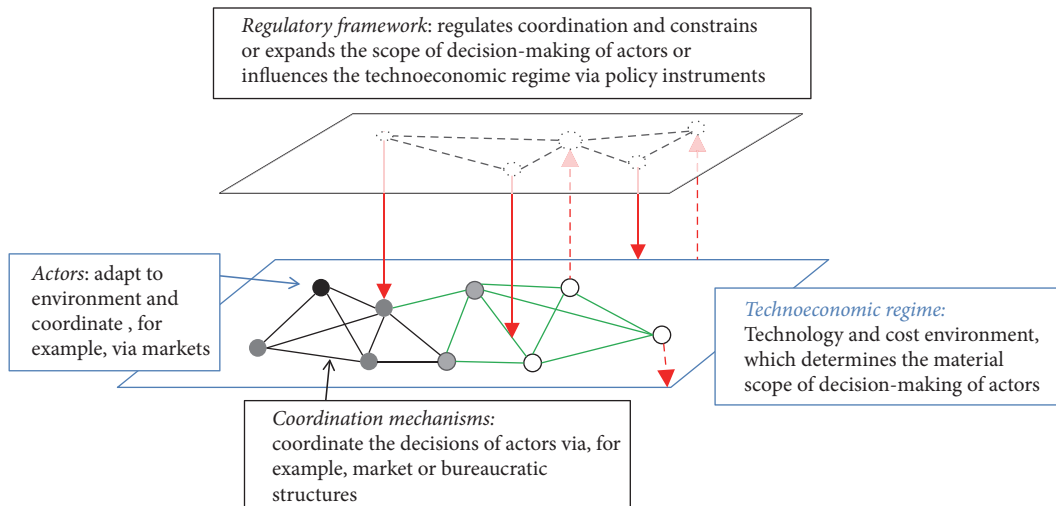 Regulatory framework: regulates coordination and constrains
or expands the scope of decision-making of actors or
influences the technoeconomic regime via policy instruments
Actors: adapt to
environment and
coordinate , for
example, via markets
Technoeconomic regime:
Technology and cost environment,
which determines the material
scope of decision-making of actors
Coordination mechanisms:
coordinate the decisions of actors via, for
example, market or bureaucratic
structures